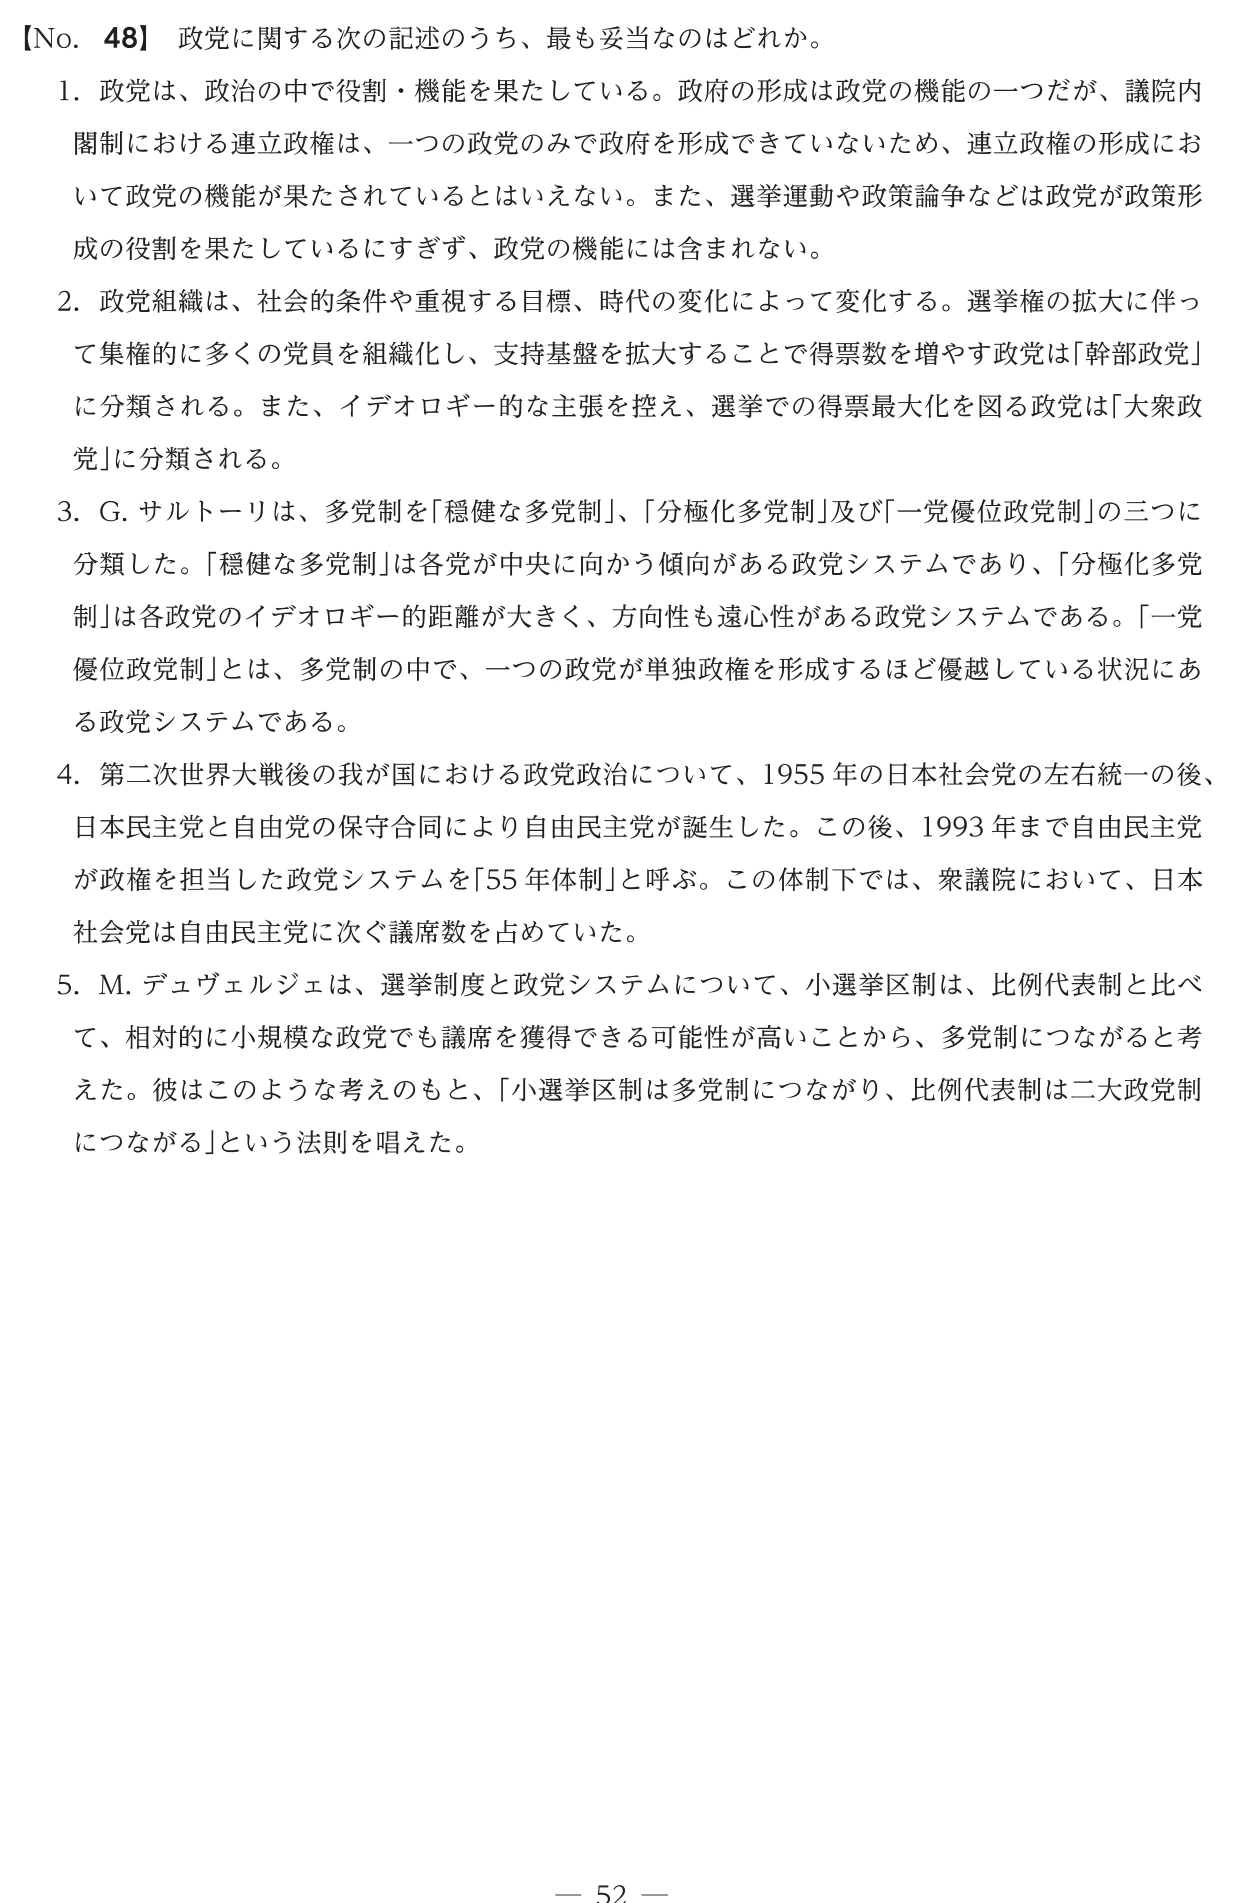 【No. 48】 政党に関する次の記述のうち、最も妥当なのはどれか。
1. 政党は、政治の中で役割・機能を果たしている。政府の形成は政党の機能の一つだが、議院内
閣制における連立政権は、一つの政党のみで政府を形成できていないため、連立政権の形成にお
いて政党の機能が果たされているとはいえない。また、選挙運動や政策論争などは政党が政策形
成の役割を果たしているにすぎず、政党の機能には含まれない。
2. 政党組織は、社会的条件や重視する目標、時代の変化によって変化する。選挙権の拡大に伴っ
て集権的に多くの党員を組織化し、支持基盤を拡大することで得票数を増やす政党は「幹部政党」
に分類される。また、イデオロギー的な主張を控え、選挙での得票最大化を図る政党は「大衆政
党」に分類される。
3. G. サルトーリは、多党制を「穏健な多党制」、「分極化多党制」及び「一党優位政党制」の三つに
分類した。「穏健な多党制」は各党が中央に向かう傾向がある政党システムであり、「分極化多党
制」は各政党のイデオロギー的距離が大きく、方向性も遠心性がある政党システムである。「一党
優位政党制」とは、多党制の中で、一つの政党が単独政権を形成するほど優越している状況にあ
る政党システムである。
4. 第二次世界大戦後の我が国における政党政治について、1955 年の日本社会党の左右統一の後、
日本民主党と自由党の保守合同により自由民主党が誕生した。この後、1993 年まで自由民主党
が政権を担当した政党システムを「55 年体制」と呼ぶ。この体制下では、衆議院において、日本
社会党は自由民主党に次ぐ議席数を占めていた。
5. M. デュヴェルジェは、選挙制度と政党システムについて、小選挙区制は、比例代表制と比べ
て、相対的に小規模な政党でも議席を獲得できる可能性が高いことから、多党制につながると考
えた。彼はこのような考えのもと、「小選挙区制は多党制につながり、比例代表制は二大政党制
につながる」という法則を唱えた。
— 52 —